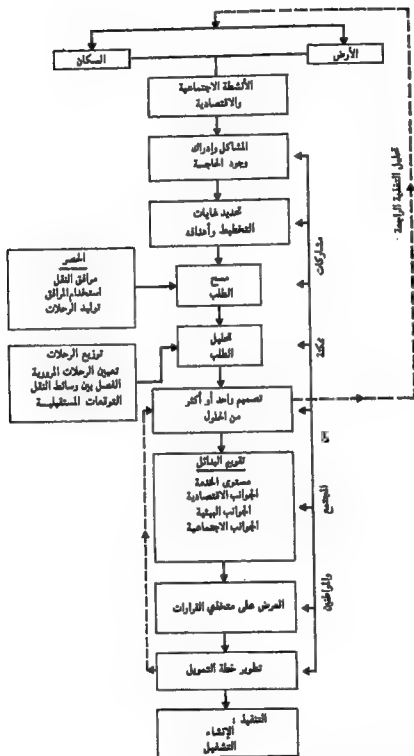 الأرض
السكان
الأنشطة الاجتماعية
والاقتصادية
المشاكل وإدراك
وجود الحاجة
تحديد غايات
التخطيط وأهدافه
الحصر
مرافق النقل
استخدام المرافق
توليد الرحلات
مسح
الطلب
توزيع الرحلات
تعيين الرحلات المرورية
الفصل بين وسائط النقل
التوقعات المستقبلية
تحليل
الطلب
تصميم واحد أو أكثر
من الحلول
تقويم البدائل
مستوى الخدمة
الجوانب الاقتصادية
الجوانب البيئية
الجوانب الاجتماعية
العرض على متخذي القرارات
تطوير خطة التمويل
التنفيذ :
الإنشاء
التشغيل
مشاركات
ممكنة
المجتمع
والمواطنين
تحليل التغذية الراجعة